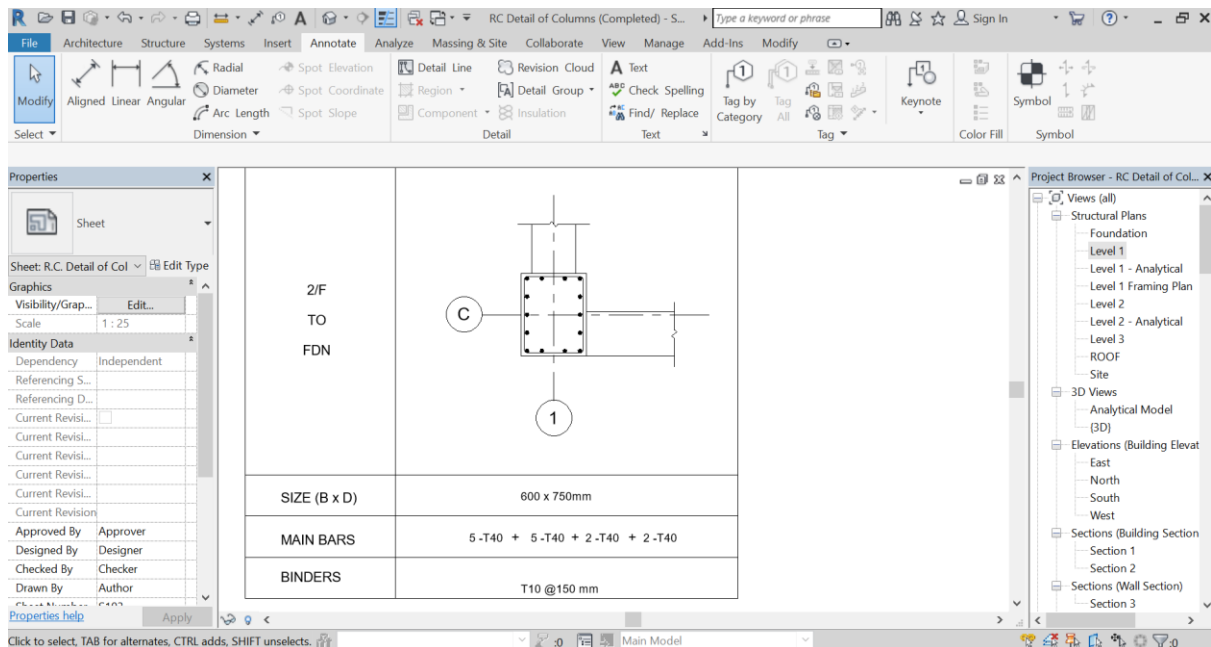 R RC Detail of Columns (Completed) - S... Type a keyword or phrase Sign In
File Architecture Structure Systems Insert Annotate Analyze Massing & Site Collaborate View Manage Add-Ins Modify
Modify
Select
Aligned Linear Angular
Radial
Diameter
Arc Length
Spot Elevation
Spot Coordinate
Spot Slope
Dimension
Detail Line
Region
Component
Revision Cloud
Detail Group
Insulation
Detail
A Text
ABC Check Spelling
Find/ Replace
Text
Tag by
Category
Tag
All
Tag
Keynote
Color Fill
Symbol
Symbol
Properties
Sheet
Sheet: R.C. Detail of Col Edit Type
Graphics
Visibility/Grap... Edit...
Scale 1 : 25
Identity Data
Dependency Independent
Referencing S...
Referencing D...
Current Revisi...
Current Revisi...
Current Revisi...
Current Revisi...
Current Revisi...
Current Revision
Approved By Approver
Designed By Designer
Checked By Checker
Drawn By Author
Properties help Apply
2/F
TO
FDN
C
1
SIZE (B x D) 600 x 750mm
MAIN BARS 5 -T40 + 5 -T40 + 2 -T40 + 2 -T40
BINDERS T10 @150 mm
Project Browser - RC Detail of Col...
Views (all)
Structural Plans
Foundation
Level 1
Level 1 - Analytical
Level 1 Framing Plan
Level 2
Level 2 - Analytical
Level 3
ROOF
Site
3D Views
Analytical Model
{3D}
Elevations (Building Elevat
East
North
South
West
Sections (Building Section
Section 1
Section 2
Sections (Wall Section)
Section 3
Click to select, TAB for alternates, CTRL adds, SHIFT unselects. :0 Main Model :0